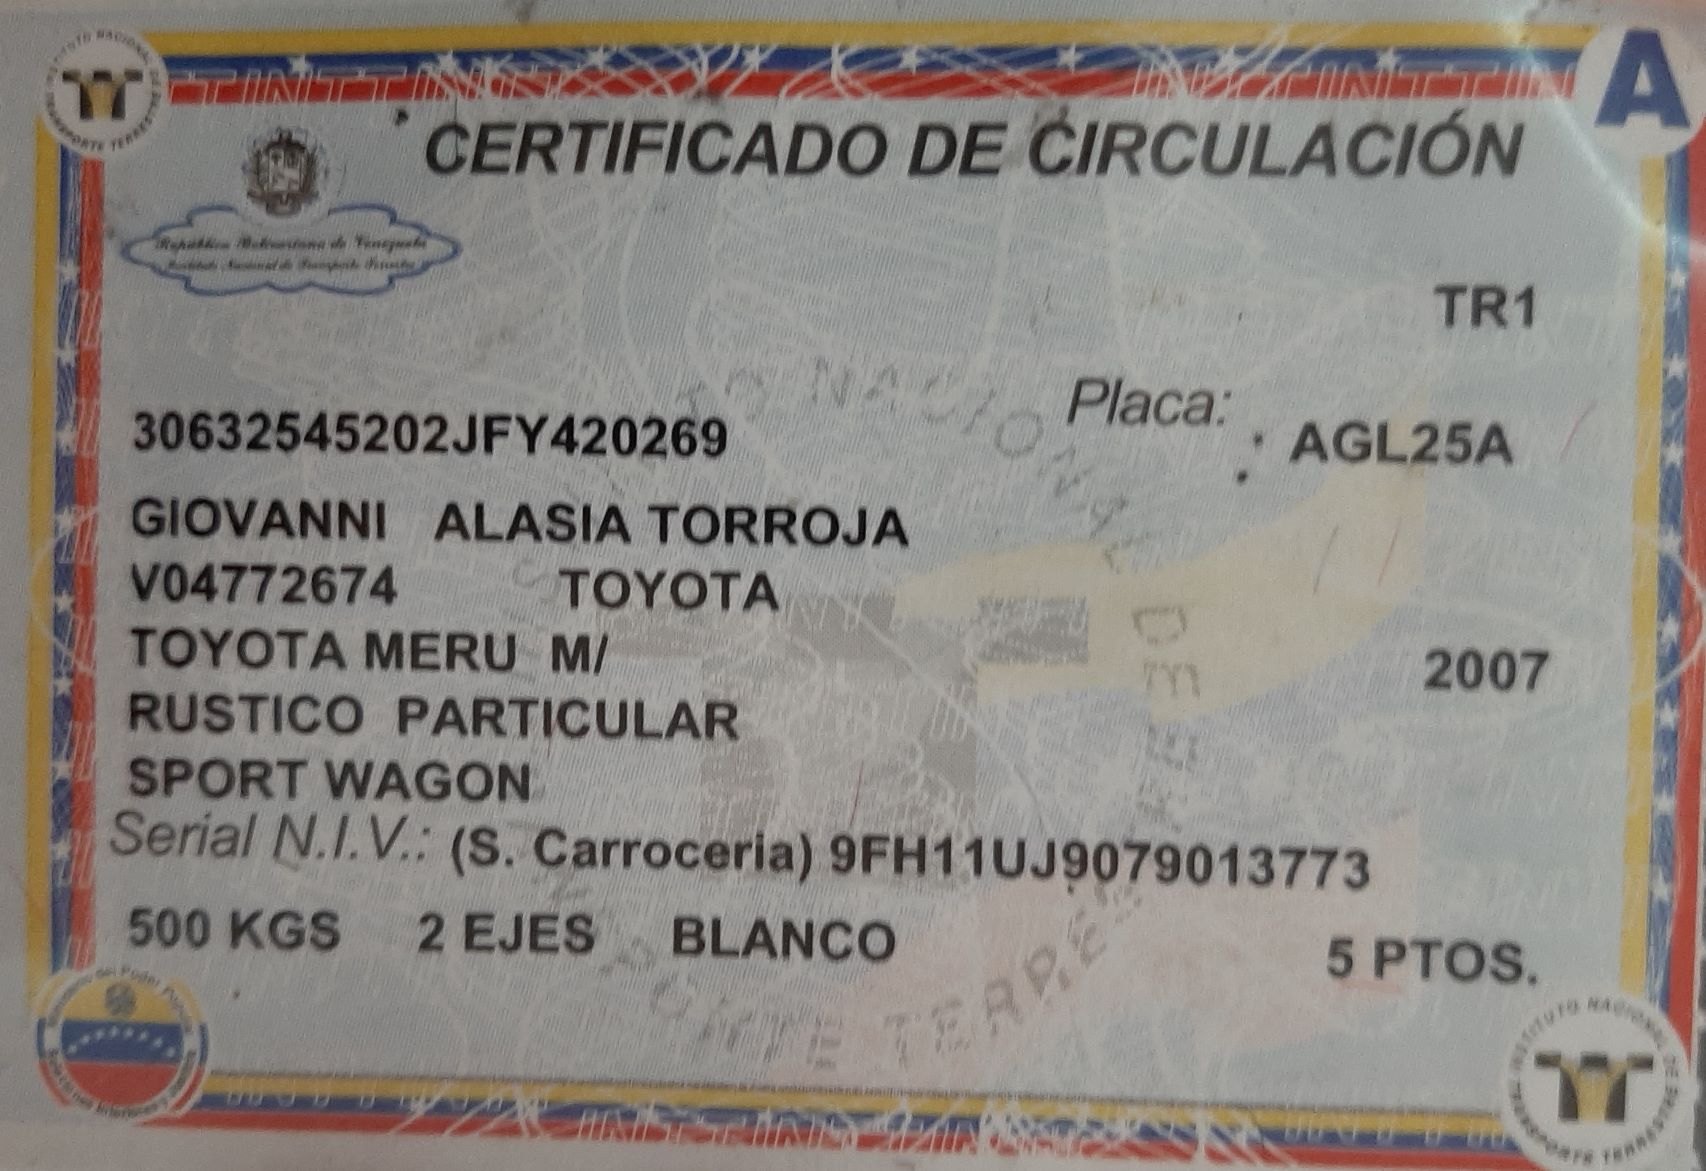 INSTITUTO NACIONAL DE TRANSPORTE TERRESTRE
A
CERTIFICADO DE CIRCULACIÓN
República Bolivariana de Venezuela
Instituto Nacional de Transporte Terrestre
TR1
Placa:
30632545202JFY420269 AGL25A
GIOVANNI ALASIA TORROJA
V04772674 TOYOTA
TOYOTA MERU M/ 2007
RUSTICO PARTICULAR
SPORT WAGON
Serial N.I.V.: (S. Carroceria) 9FH11UJ9079013773
500 KGS 2 EJES BLANCO 5 PTOS.
INSTITUTO NACIONAL DE TRANSPORTE TERRESTRE